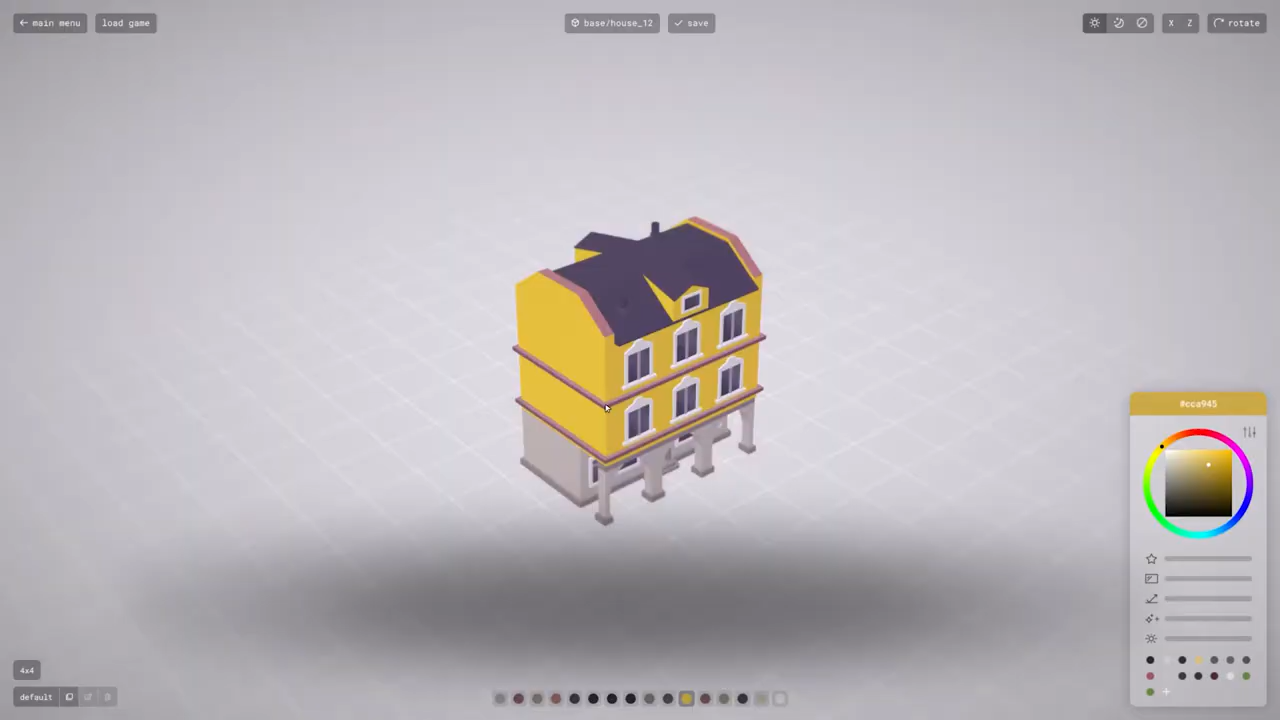 main menu
load game
base/house_12
save
X Z
rotate
#cca945
4x4
default